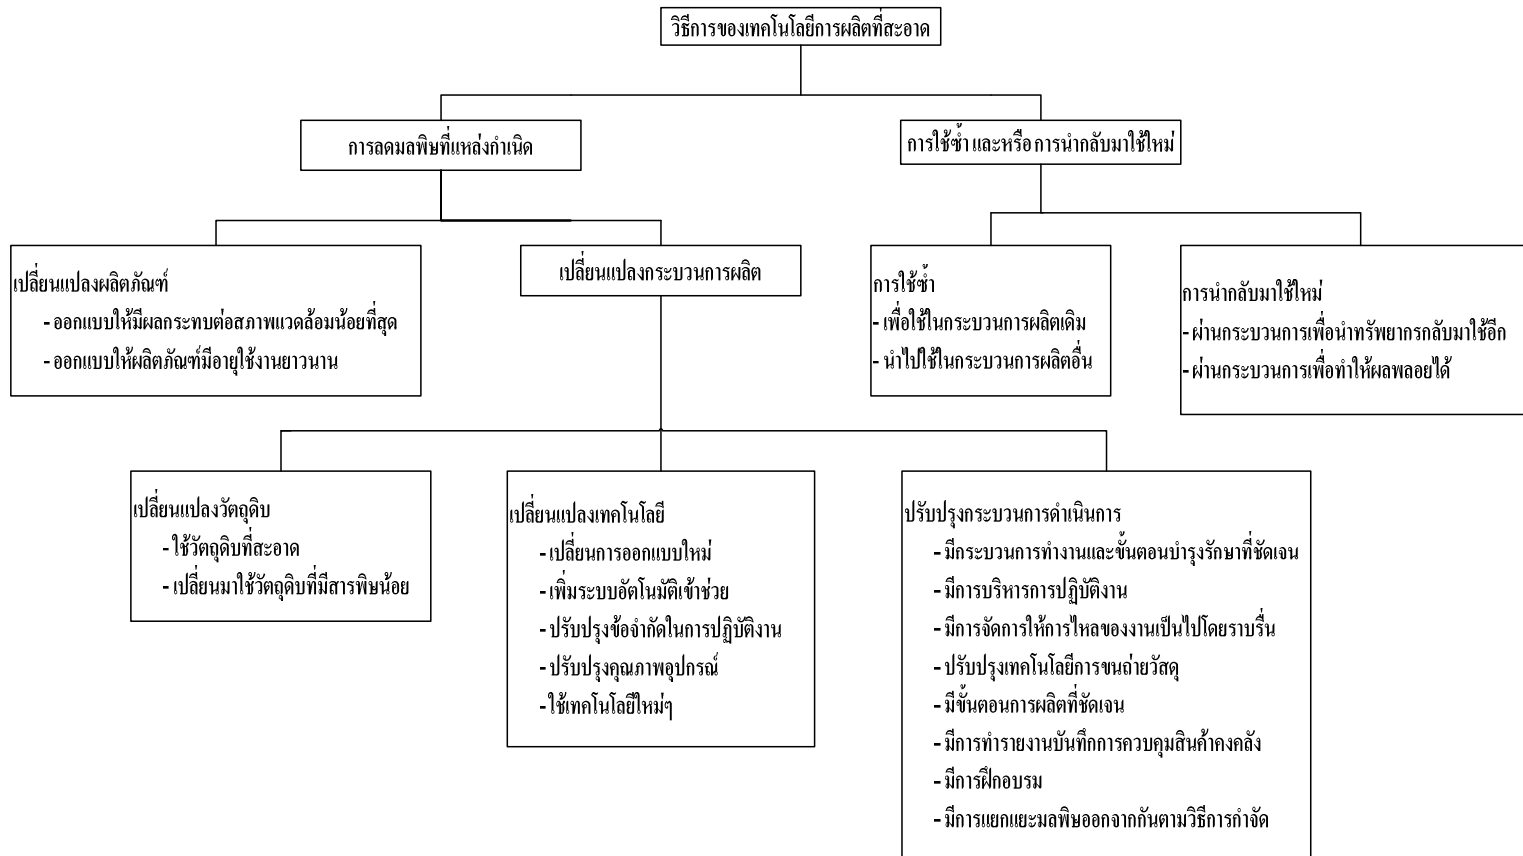 วิธีการของเทคโนโลยีการผลิตที่สะอาด
การลดมลพิษที่แหล่งกำเนิด
การใช้ซ้ำ และหรือ การนำกลับมาใช้ใหม่
เปลี่ยนแปลงผลิตภัณฑ์
- ออกแบบให้มีผลกระทบต่อสภาพแวดล้อมน้อยที่สุด
- ออกแบบให้ผลิตภัณฑ์มีอายุใช้งานยาวนาน
เปลี่ยนแปลงกระบวนการผลิต
การใช้ซ้ำ
- เพื่อใช้ในกระบวนการผลิตเดิม
- นำไปใช้ในกระบวนการผลิตอื่น
การนำกลับมาใช้ใหม่
- ผ่านกระบวนการเพื่อนำทรัพยากรกลับมาใช้อีก
- ผ่านกระบวนการเพื่อทำให้ผลพลอยได้
เปลี่ยนแปลงวัตถุดิบ
- ใช้วัตถุดิบที่สะอาด
- เปลี่ยนมาใช้วัตถุดิบที่มีสารพิษน้อย
เปลี่ยนแปลงเทคโนโลยี
- เปลี่ยนการออกแบบใหม่
- เพิ่มระบบอัตโนมัติเข้าช่วย
- ปรับปรุงข้อจำกัดในการปฏิบัติงาน
- ปรับปรุงคุณภาพอุปกรณ์
- ใช้เทคโนโลยีใหม่ๆ
ปรับปรุงกระบวนการดำเนินการ
- มีกระบวนการทำงานและขั้นตอนบำรุงรักษาที่ชัดเจน
- มีการบริหารการปฏิบัติงาน
- มีการจัดการให้การไหลของงานเป็นไปโดยราบรื่น
- ปรับปรุงเทคโนโลยีการขนถ่ายวัสดุ
- มีขั้นตอนการผลิตที่ชัดเจน
- มีการทำรายงานบันทึกการควบคุมสินค้าคงคลัง
- มีการฝึกอบรม
- มีการแยกแยะมลพิษออกจากกันตามวิธีการกำจัด